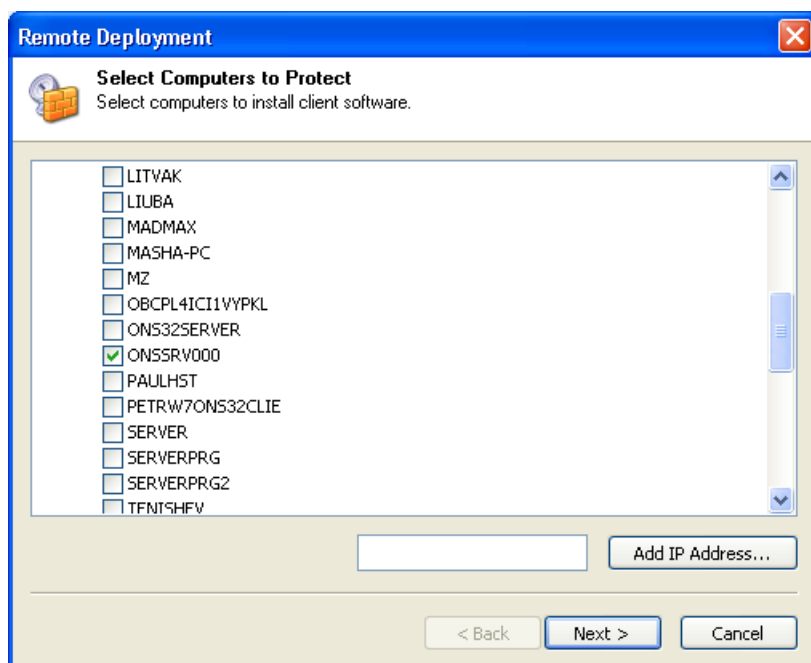 Remote Deployment
Select Computers to Protect
Select computers to install client software.
LITVAK
LIUBA
MADMAX
MASHA-PC
MZ
OBCPL4ICI1VYPKL
ONS32SERVER
ONSSRV000
PAULHST
PETRW7ONS32CLIE
SERVER
SERVERPRG
SERVERPRG2
TENISHEV
Add IP Address...
< Back Next > Cancel